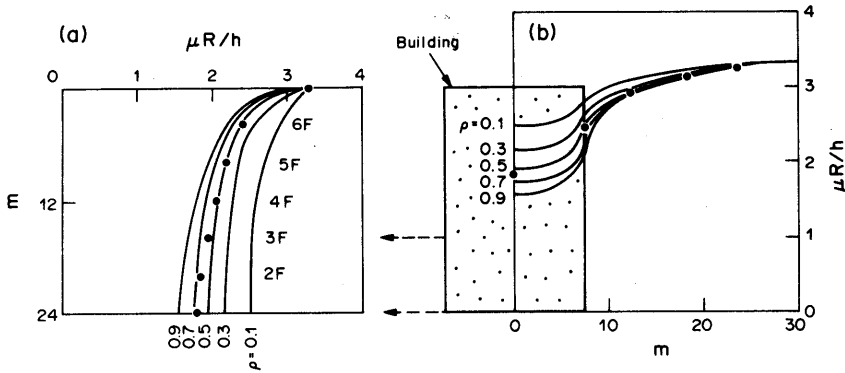 (a)
μR/h
0 1 2 3 4
m
12
24
6F
5F
4F
3F
2F
0.9 0.7 0.5 0.3 ρ=0.1
Building
(b)
ρ=0.1
0.3
0.5
0.7
0.9
4
3
2
1
0
μR/h
0 10 20 30
m